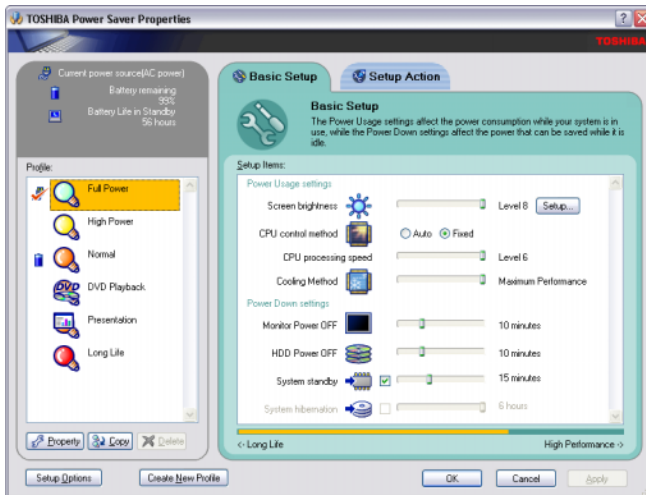 TOSHIBA Power Saver Properties
TOSHIBA
Current power source(AC power)
Battery remaining
99%
Battery Life in Standby
56 hours
Profile:
Full Power
High Power
Normal
DVD
DVD Playback
Presentation
Long Life
Property
Copy
Delete
Basic Setup
Setup Action
Basic Setup
The Power Usage settings affect the power consumption while your system is in
use, while the Power Down settings affect the power that can be saved while it is
idle.
Setup Items:
Power Usage settings
Screen brightness
Level 8
Setup...
CPU control method
Auto
Fixed
CPU processing speed
Level 6
Cooling Method
Maximum Performance
Power Down settings
Monitor Power OFF
10 minutes
HDD Power OFF
10 minutes
System standby
15 minutes
System hibernation
6 hours
<- Long Life
High Performance ->
Setup Options
Create New Profile
OK
Cancel
Apply